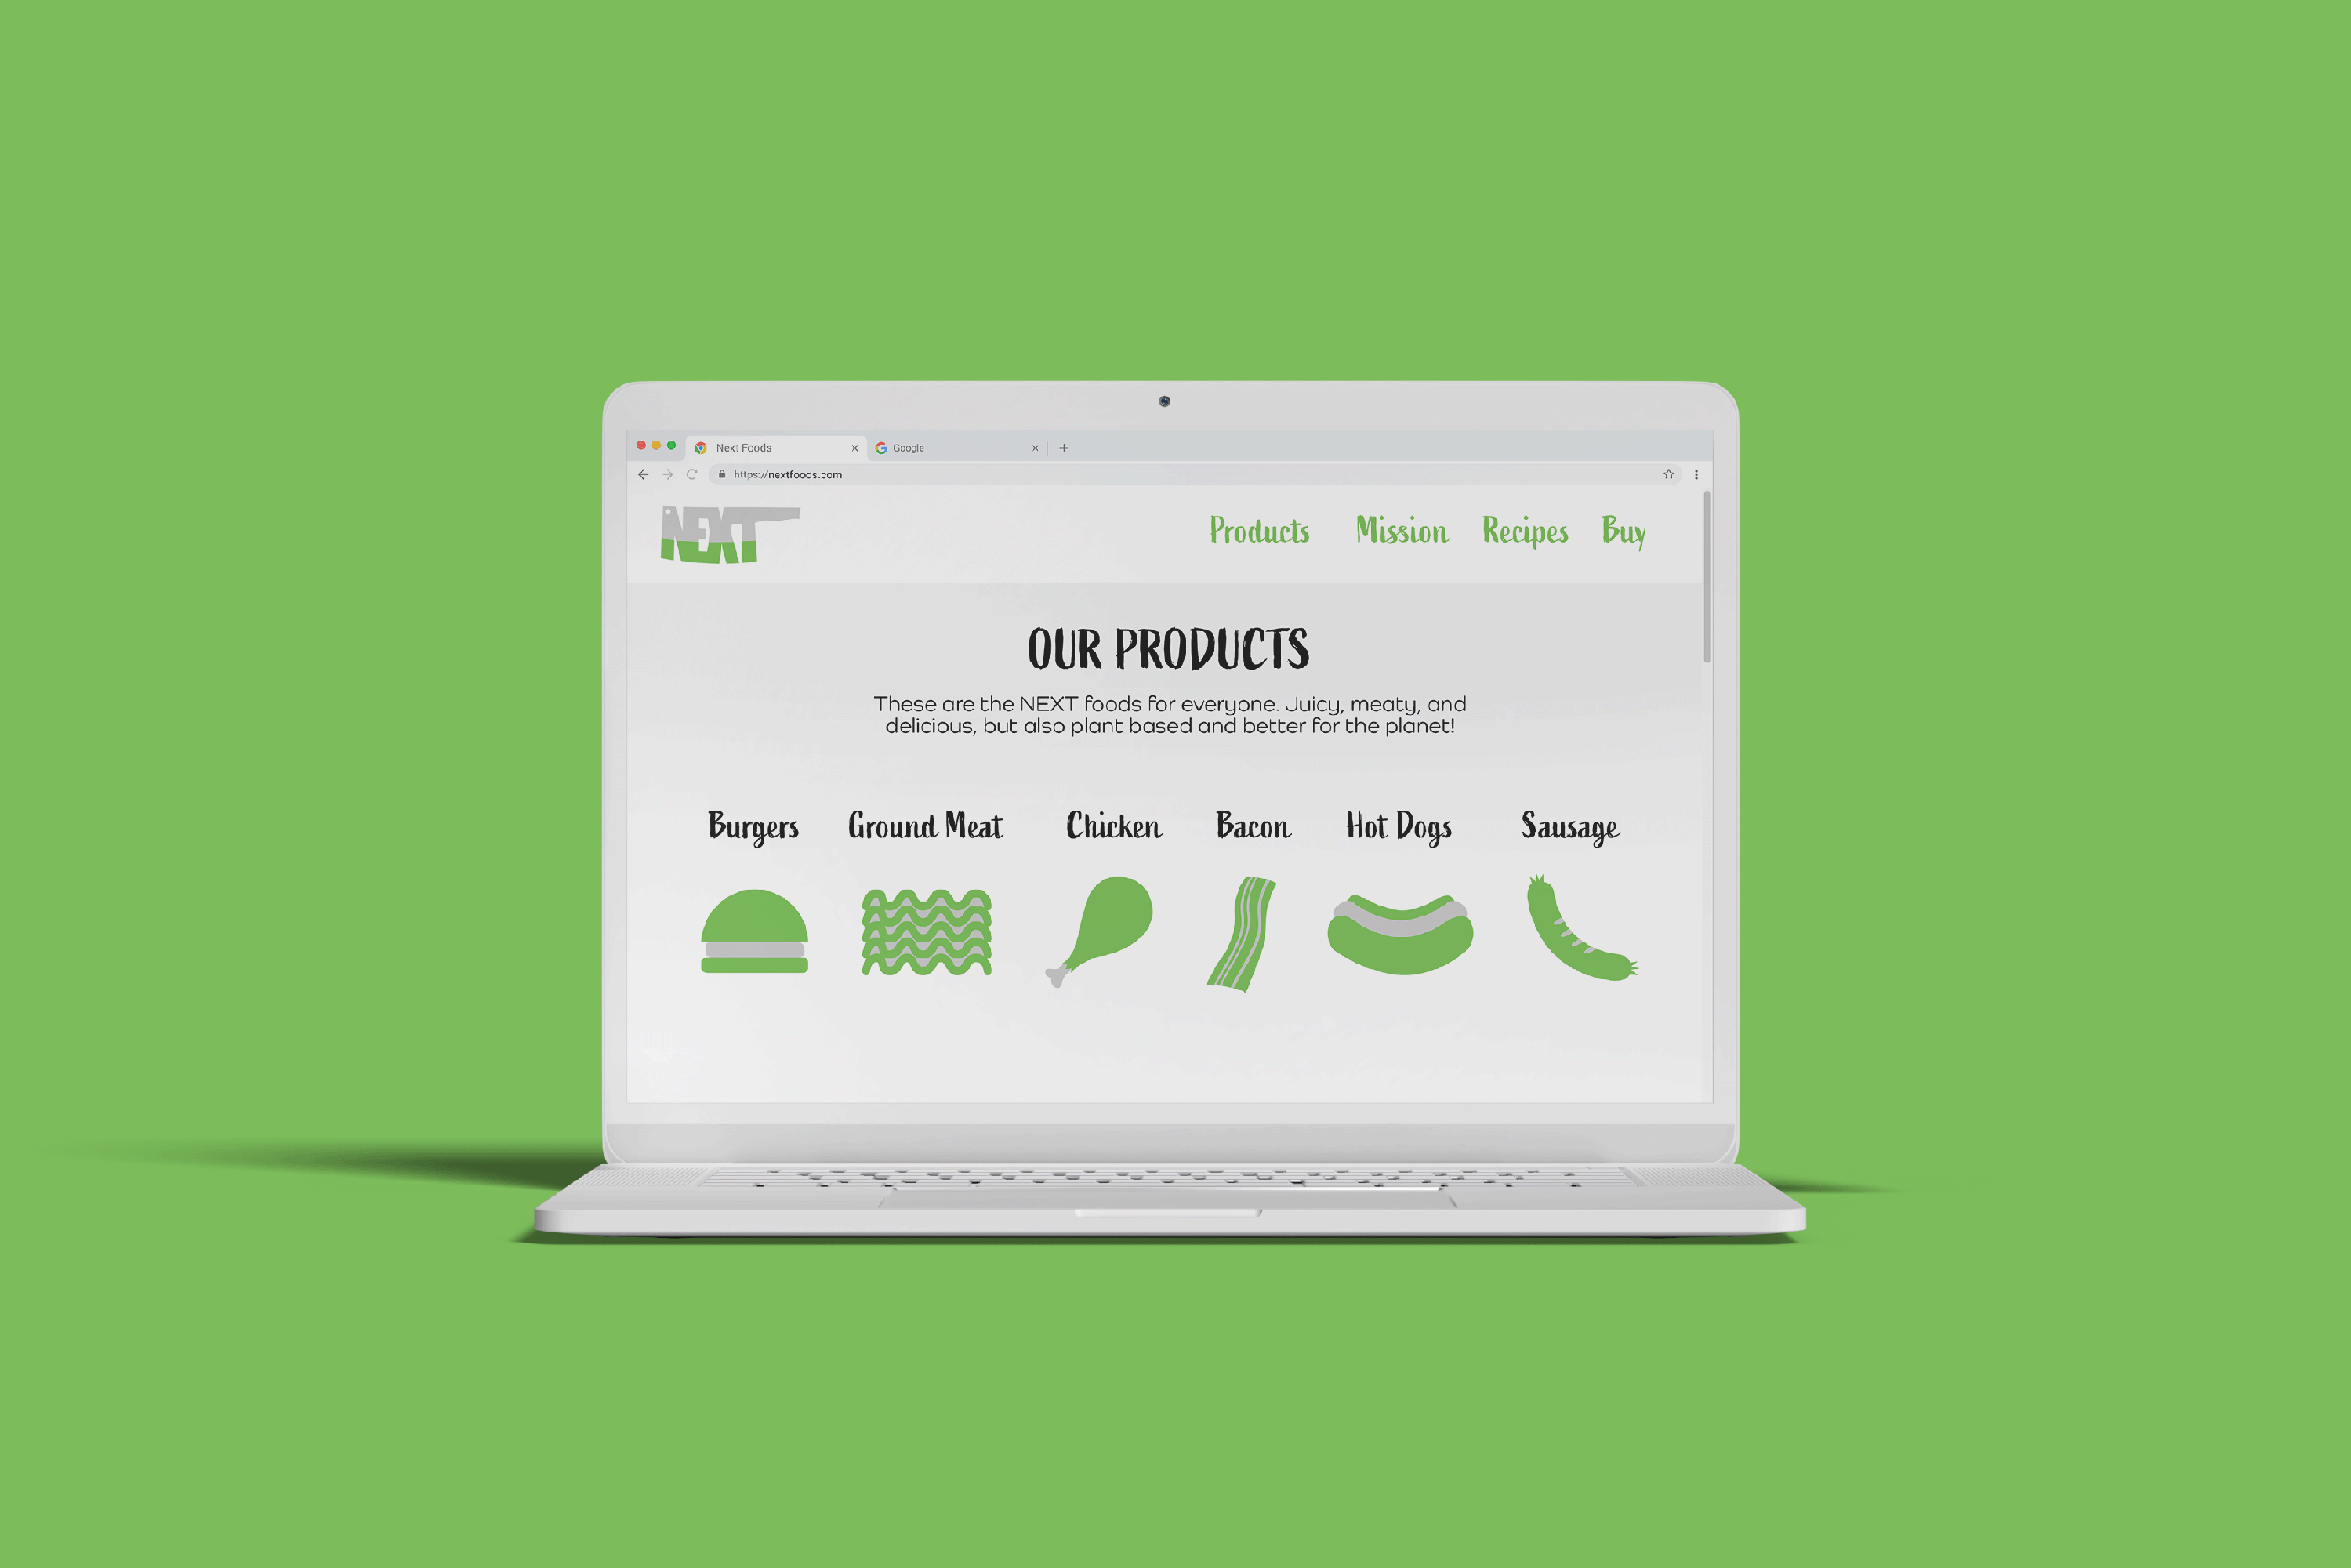 Next Foods
Google
https://nextfoods.com
NEXT
Products Mission Recipes Buy
OUR PRODUCTS
These are the NEXT foods for everyone. Juicy, meaty, and
delicious, but also plant based and better for the planet!
Burgers Ground Meat Chicken Bacon Hot Dogs Sausage